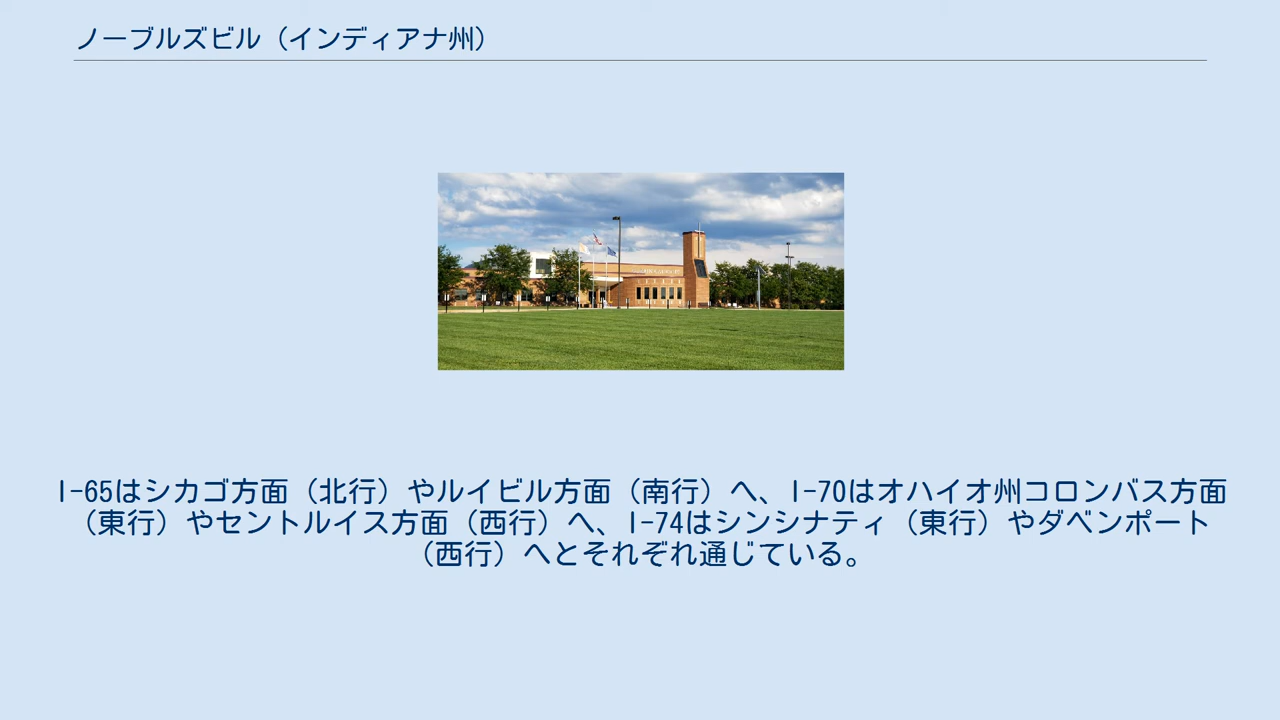 ノーブルズビル（インディアナ州）
I-65はシカゴ方面（北行）やルイビル方面（南行）へ、I-70はオハイオ州コロンバス方面
（東行）やセントルイス方面（西行）へ、I-74はシンシナティ（東行）やダベンポート
（西行）へとそれぞれ通じている。